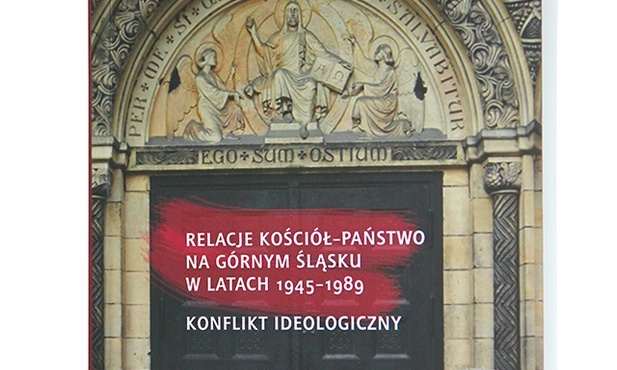 PER ME SI
SALVABITUR
A Ω
EGO + SUM + OSTIUM
RELACJE KOŚCIÓŁ–PAŃSTWO
NA GÓRNYM ŚLĄSKU
W LATACH 1945–1989
KONFLIKT IDEOLOGICZNY